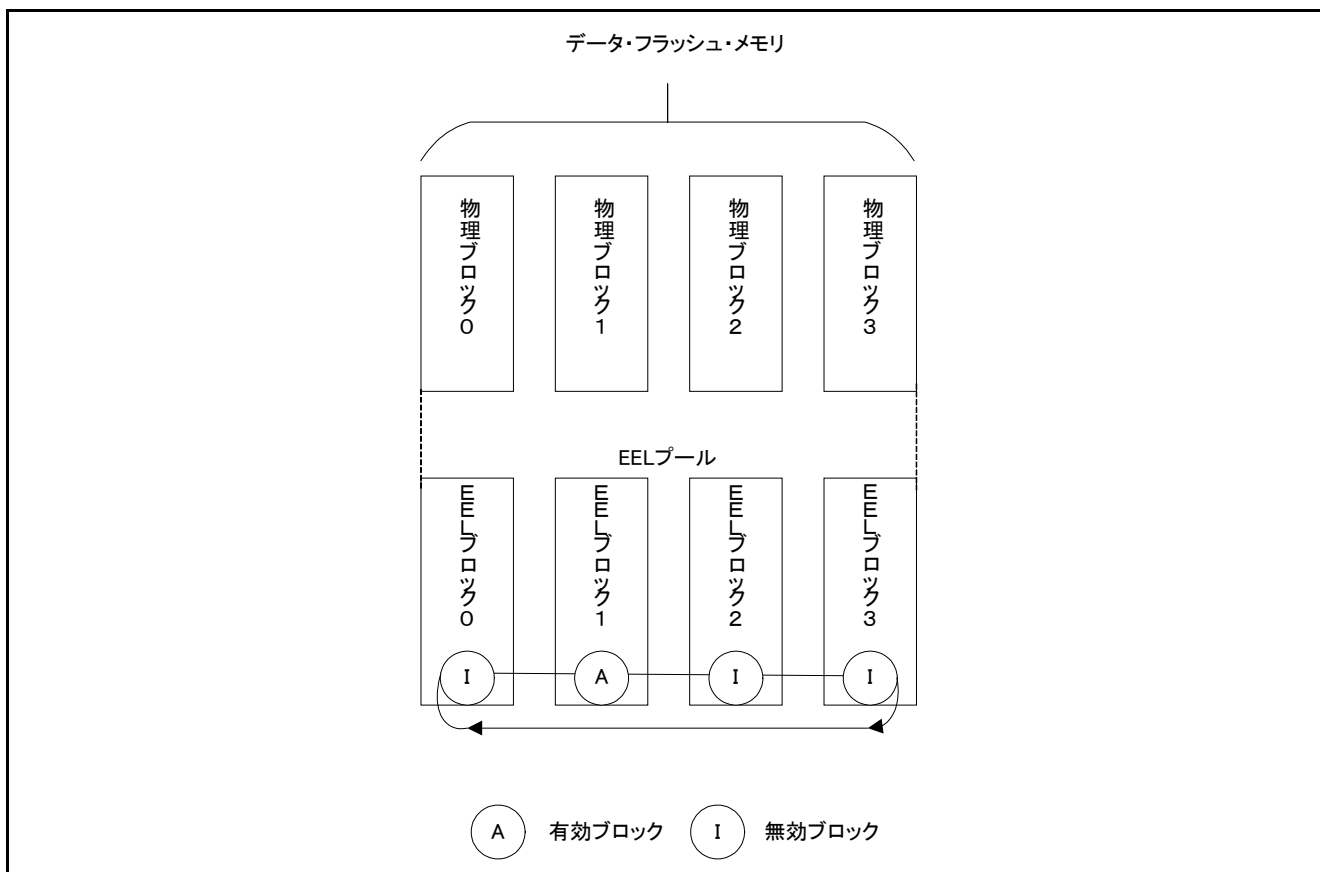 データ・フラッシュ・メモリ
物理ブロック0
物理ブロック1
物理ブロック2
物理ブロック3
EELプール
EELブロック0
EELブロック1
EELブロック2
EELブロック3
I
A
I
I
A 有効ブロック I 無効ブロック